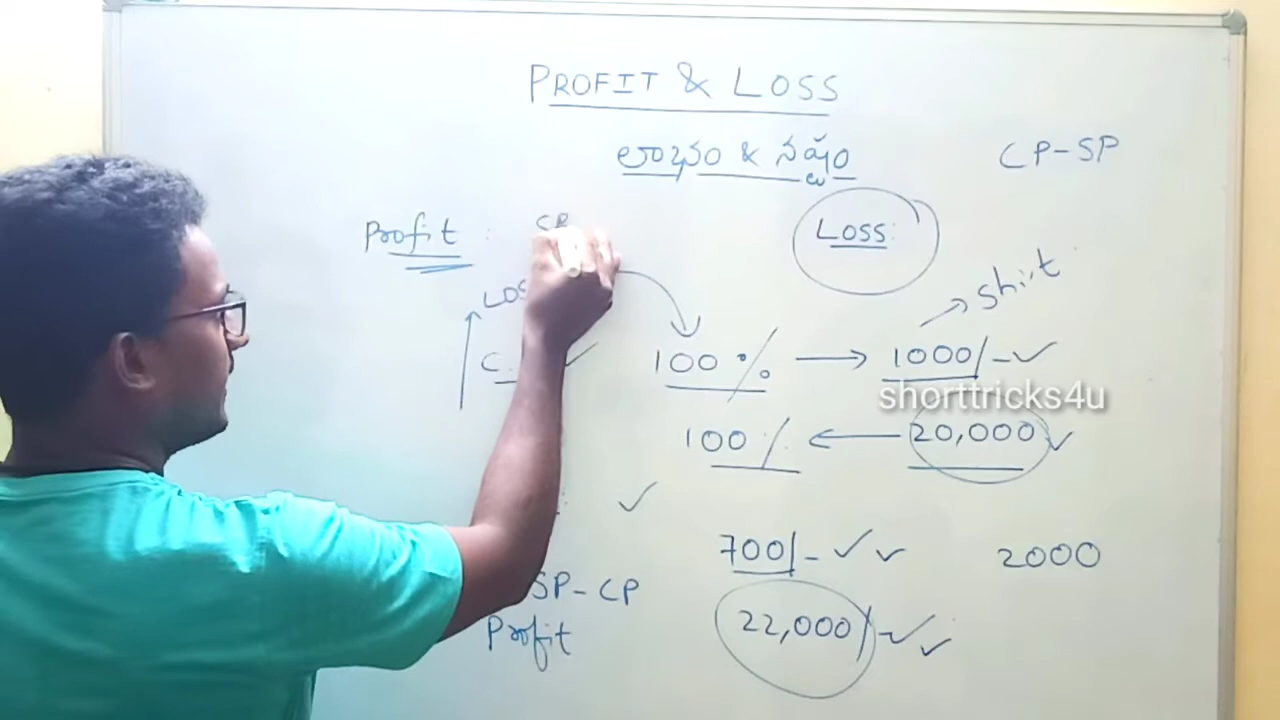 PROFIT & LOSS
లాభం & నష్టం
CP-SP
Profit :
Loss:
shirt
LOS
C.
100 % → 1000/- ✓
shorttricks4u
100 % ← 20,000 ✓
✓
700/- ✓ ✓
2000
SP-CP
Profit
22,000/- ✓ ✓